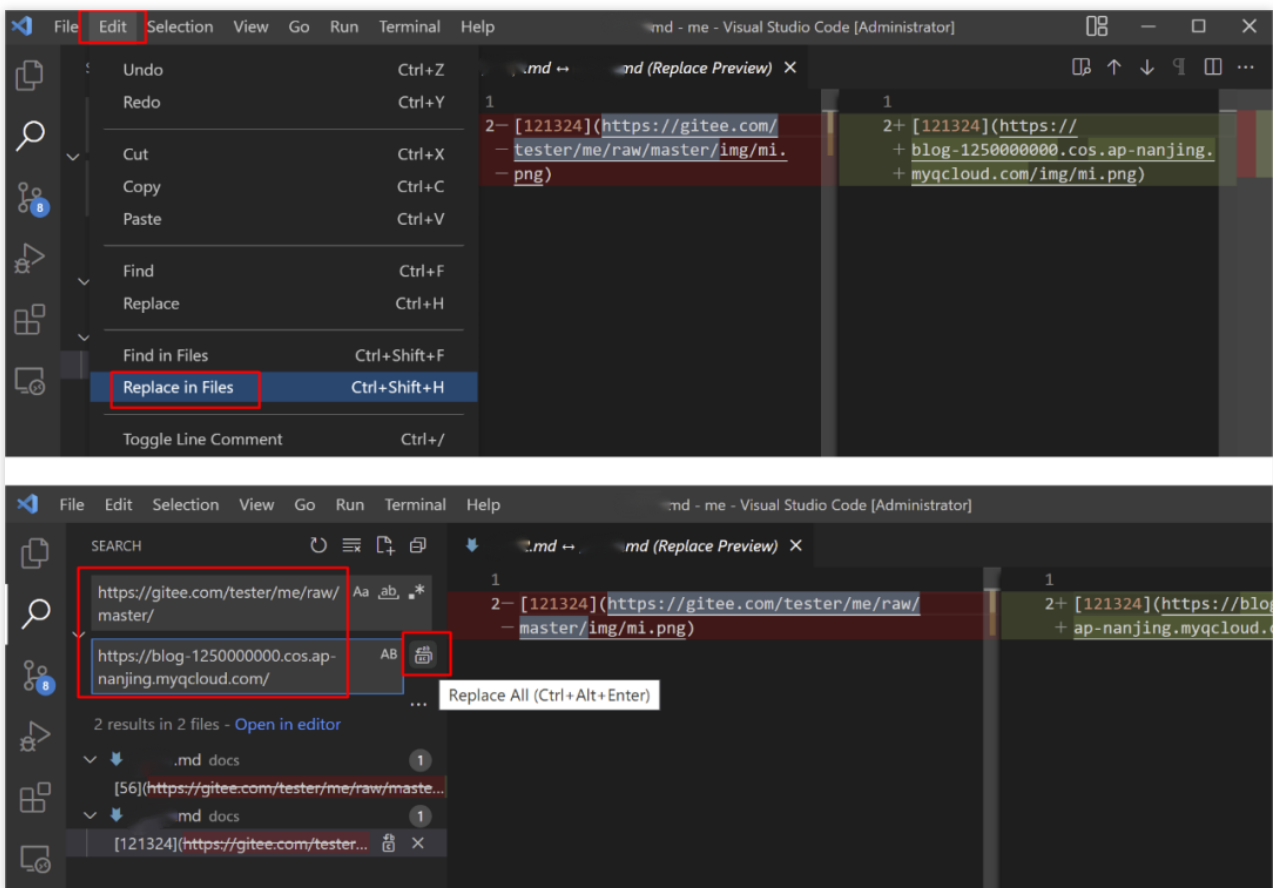 File Edit Selection View Go Run Terminal Help md - me - Visual Studio Code [Administrator]
Undo Ctrl+Z
Redo Ctrl+Y
Cut Ctrl+X
Copy Ctrl+C
Paste Ctrl+V
Find Ctrl+F
Replace Ctrl+H
Find in Files Ctrl+Shift+F
Replace in Files Ctrl+Shift+H
Toggle Line Comment Ctrl+/
8
.md ↔ md (Replace Preview) ×
1
2− [121324](https://gitee.com/
− tester/me/raw/master/img/mi.
− png)
1
2+ [121324](https://
+ blog-1250000000.cos.ap-nanjing.
+ myqcloud.com/img/mi.png)
File Edit Selection View Go Run Terminal Help md - me - Visual Studio Code [Administrator]
SEARCH
https://gitee.com/tester/me/raw/ Aa ab
master/
https://blog-1250000000.cos.ap- AB
nanjing.myqcloud.com/
Replace All (Ctrl+Alt+Enter)
2 results in 2 files - Open in editor
.md docs 1
[56](https://gitee.com/tester/me/raw/maste...
md docs 1
[121324](https://gitee.com/tester...
8
.md ↔ md (Replace Preview) ×
1
2− [121324](https://gitee.com/tester/me/raw/
− master/img/mi.png)
1
2+ [121324](https://blog
+ ap-nanjing.myqcloud.